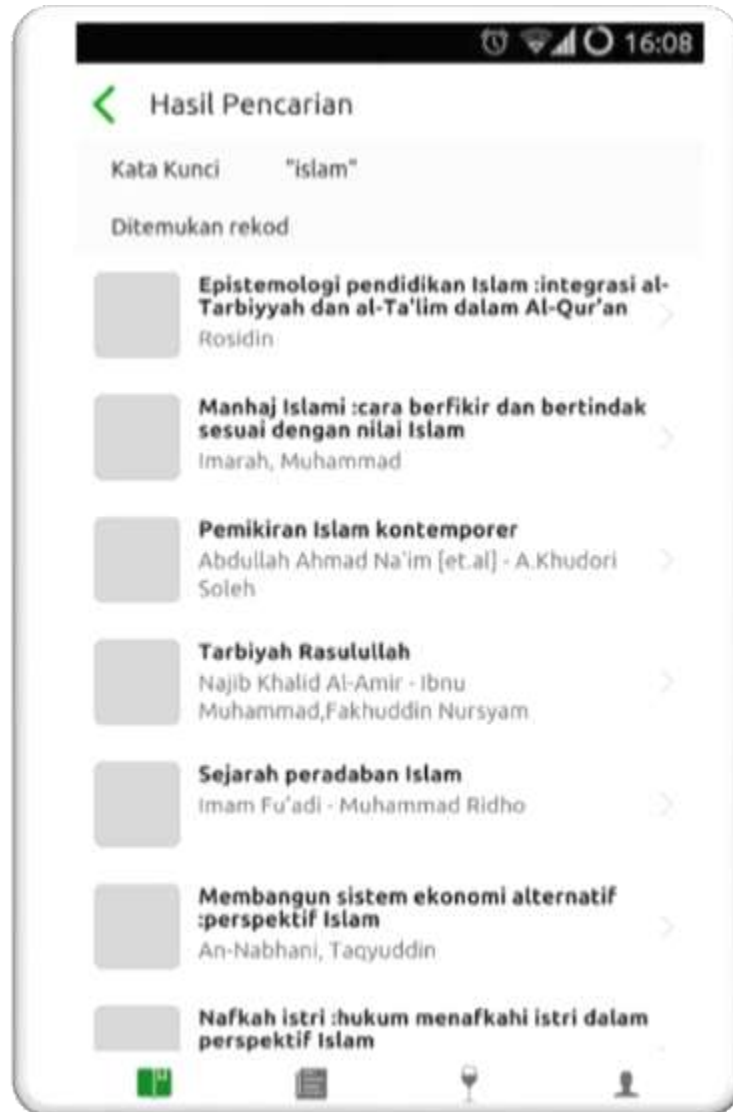 16:08
Hasil Pencarian
Kata Kunci "islam"
Ditemukan rekod
Epistemologi pendidikan Islam :integrasi al-
Tarbiyyah dan al-Ta'lim dalam Al-Qur'an
Rosidin
Manhaj Islami :cara berfikir dan bertindak
sesuai dengan nilai Islam
Imarah, Muhammad
Pemikiran Islam kontemporer
Abdullah Ahmad Na'im [et.al] - A.Khudori
Soleh
Tarbiyah Rasulullah
Najib Khalid Al-Amir - Ibnu
Muhammad,Fakhuddin Nursyam
Sejarah peradaban Islam
Imam Fu'adi - Muhammad Ridho
Membangun sistem ekonomi alternatif
:perspektif Islam
An-Nabhani, Taqyuddin
Nafkah istri :hukum menafkahi istri dalam
perspektif Islam